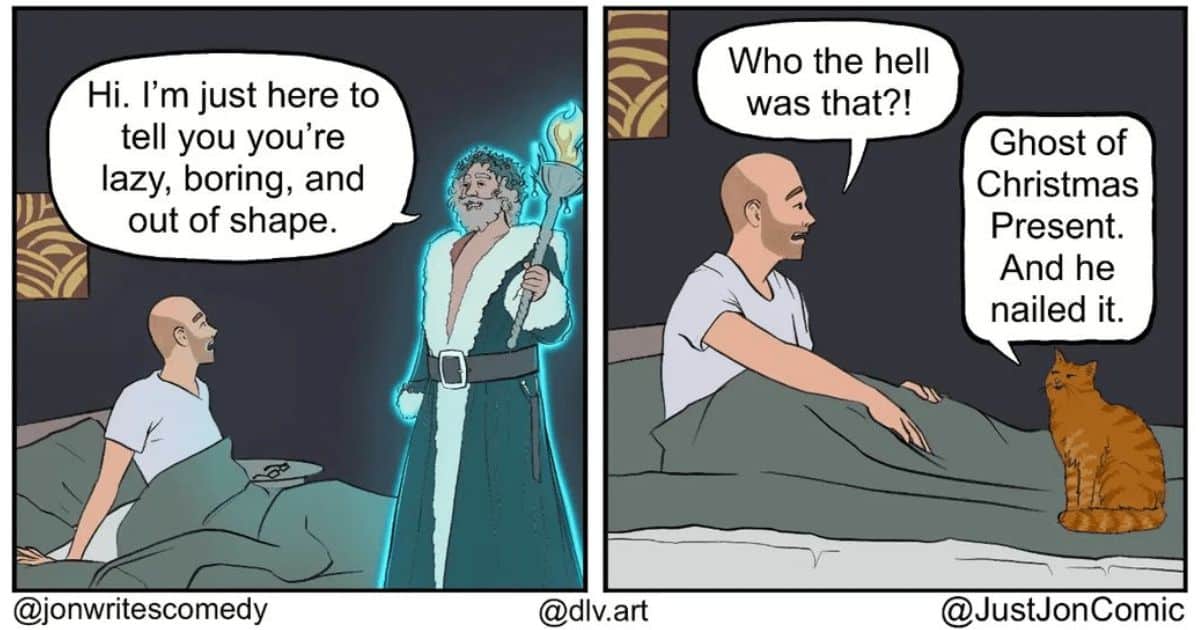 Hi. I'm just here to
tell you you're
lazy, boring, and
out of shape.
Who the hell
was that?!
Ghost of
Christmas
Present.
And he
nailed it.
@jonwritescomedy
@dlv.art
@JustJonComic